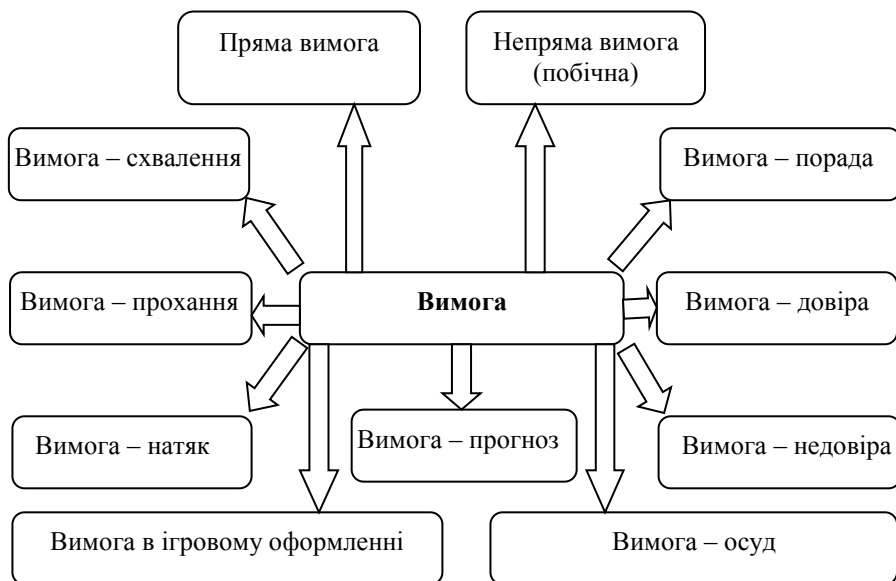 Пряма вимога
Непряма вимога
(побічна)
Вимога – схвалення
Вимога – порада
Вимога – прохання
Вимога
Вимога – довіра
Вимога – натяк
Вимога – прогноз
Вимога – недовіра
Вимога в ігровому оформленні
Вимога – осуд